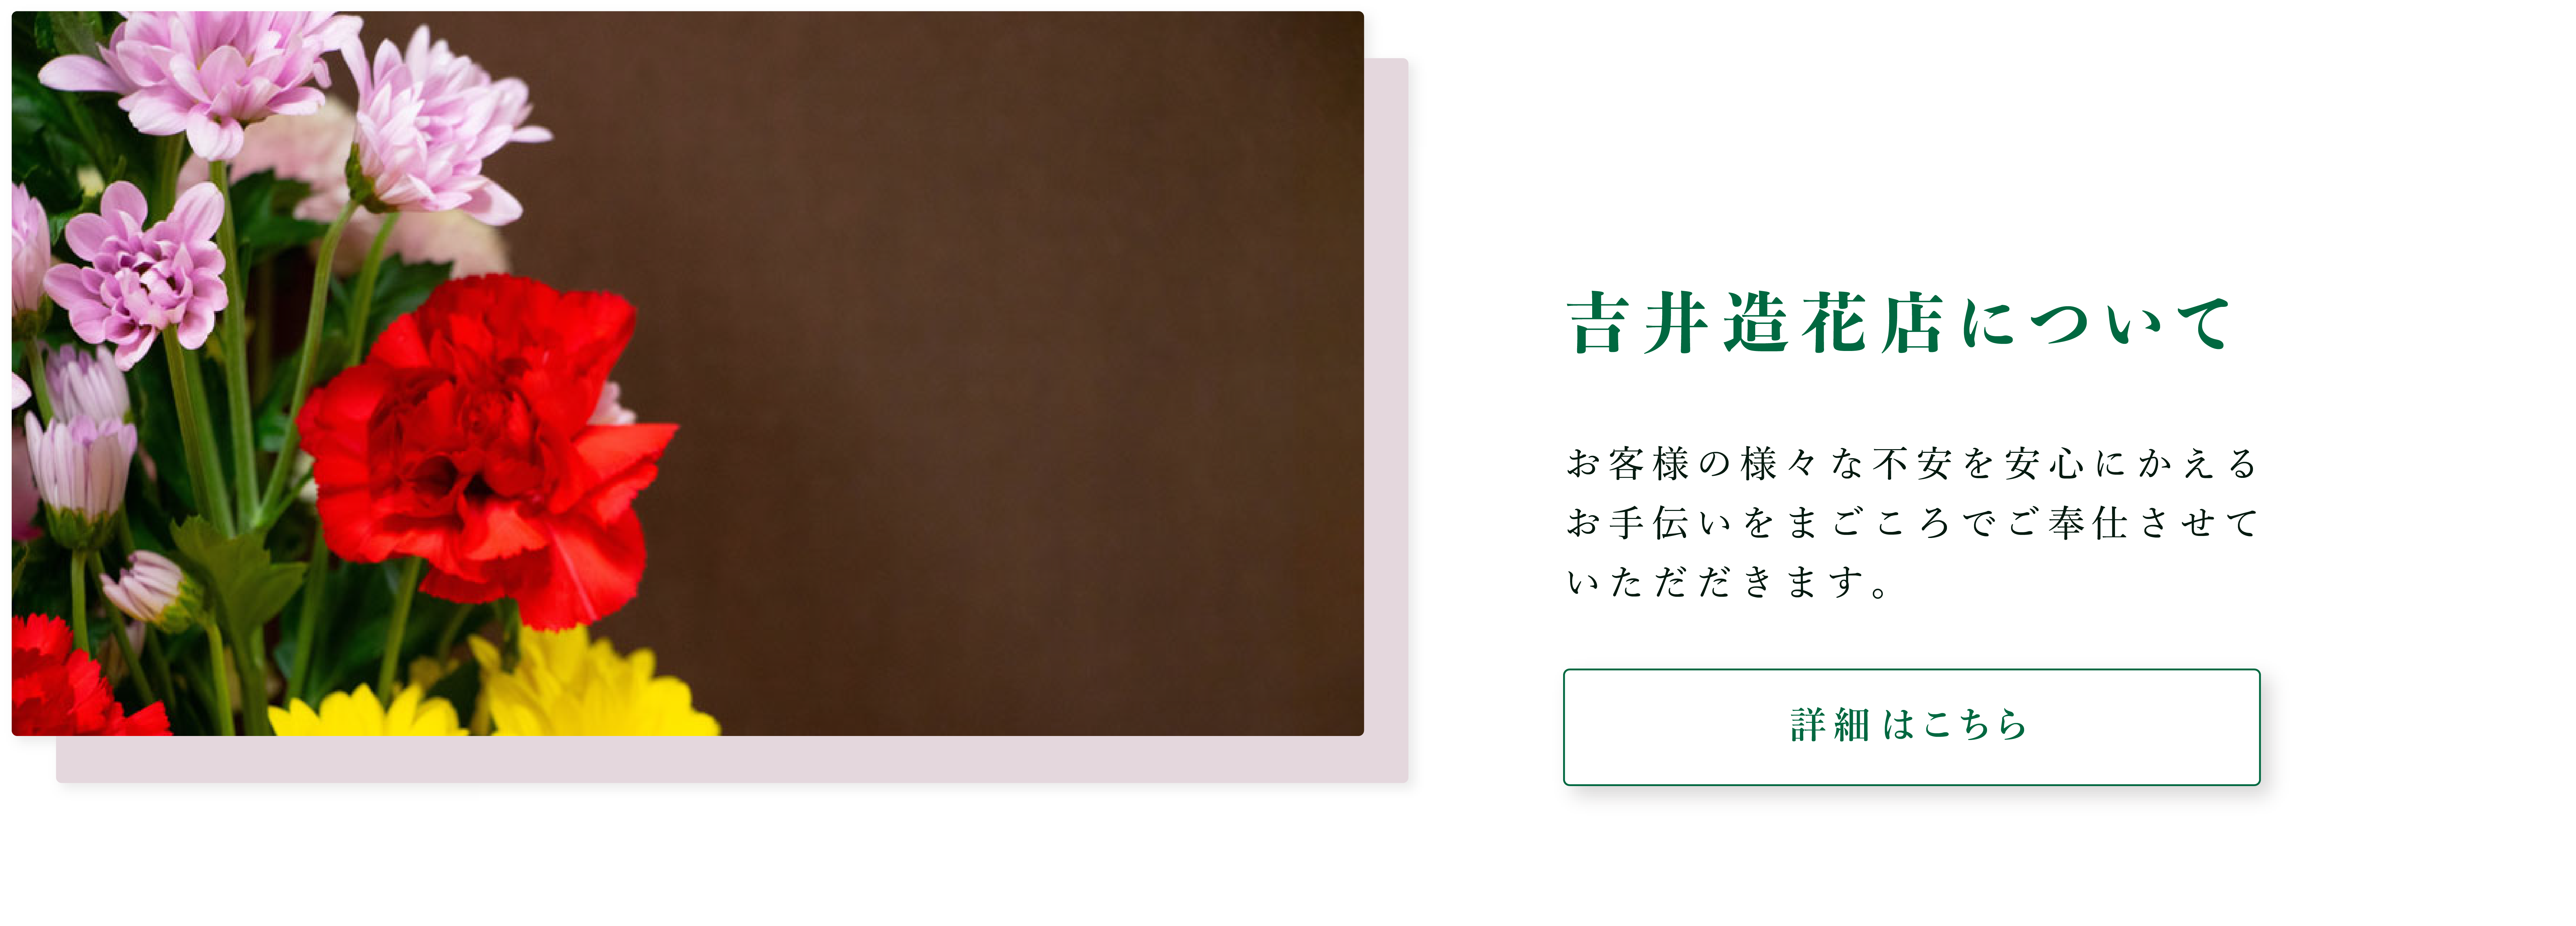 吉井造花店について
お客様の様々な不安を安心にかえる
お手伝いをまごころでご奉仕させて
いただだきます。
詳細はこちら